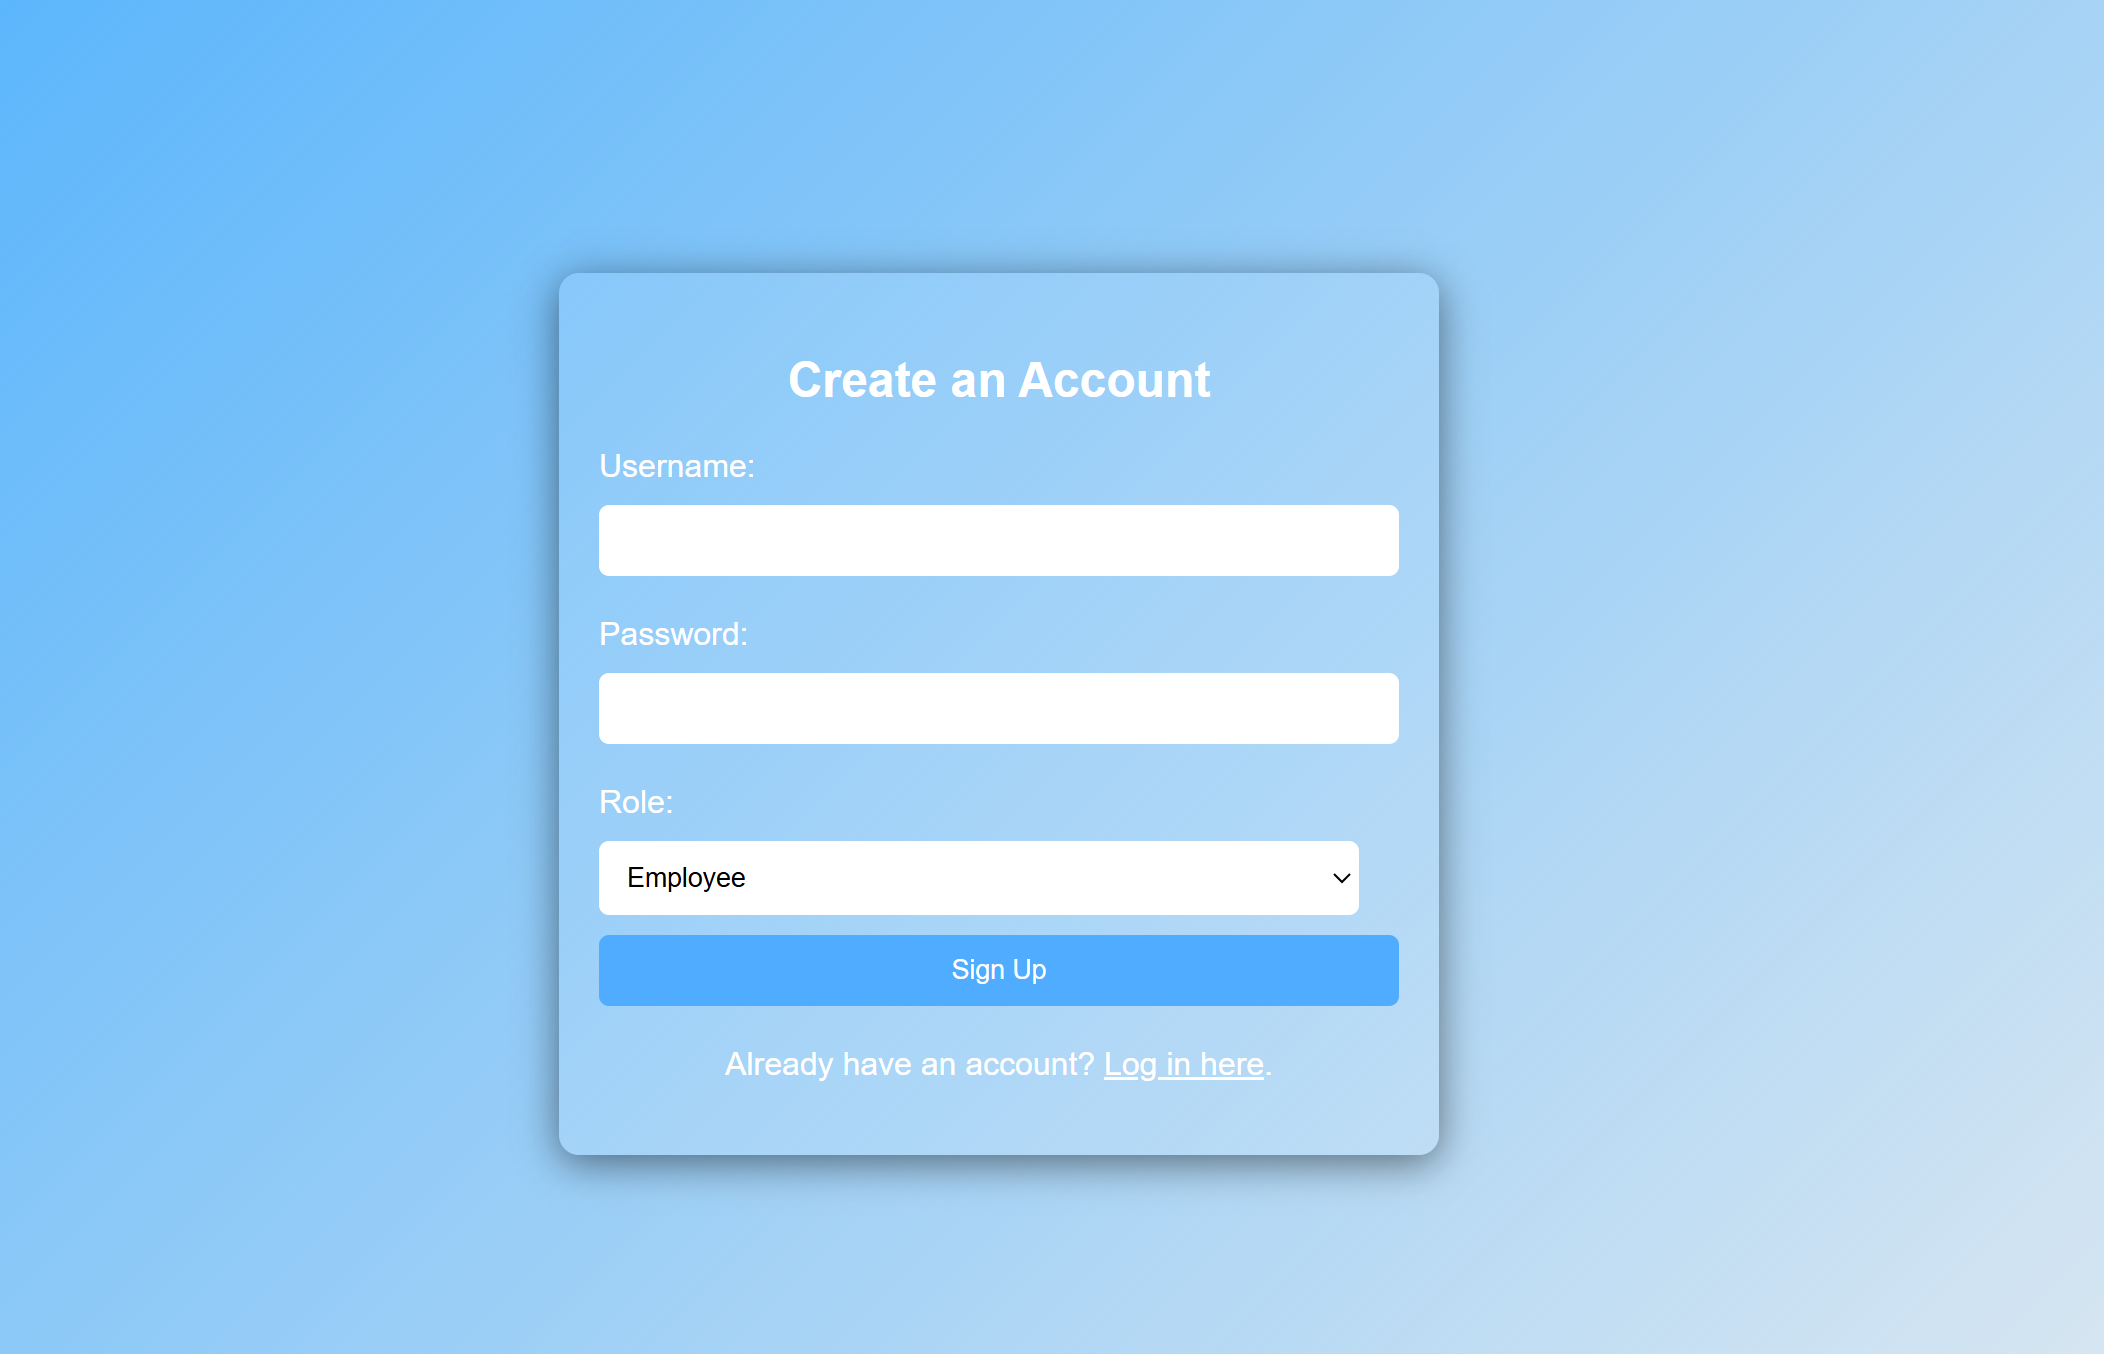 Create an Account
Username:
Password:
Role:
Employee
Sign Up
Already have an account? Log in here.